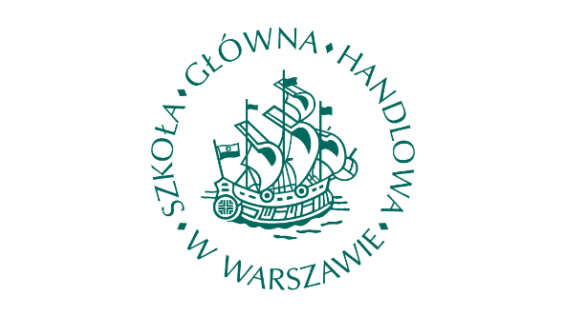 SZKOŁA ♦ GŁÓWNA ♦ HANDLOWA ♦ W WARSZAWIE ♦